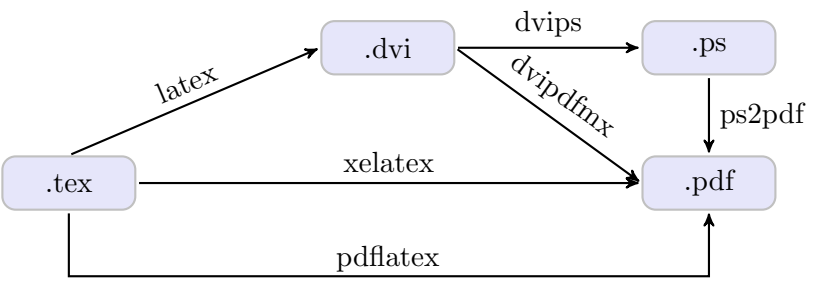 dvips
.dvi
.ps
latex
dvipdfmx
ps2pdf
xelatex
.tex
.pdf
pdflatex